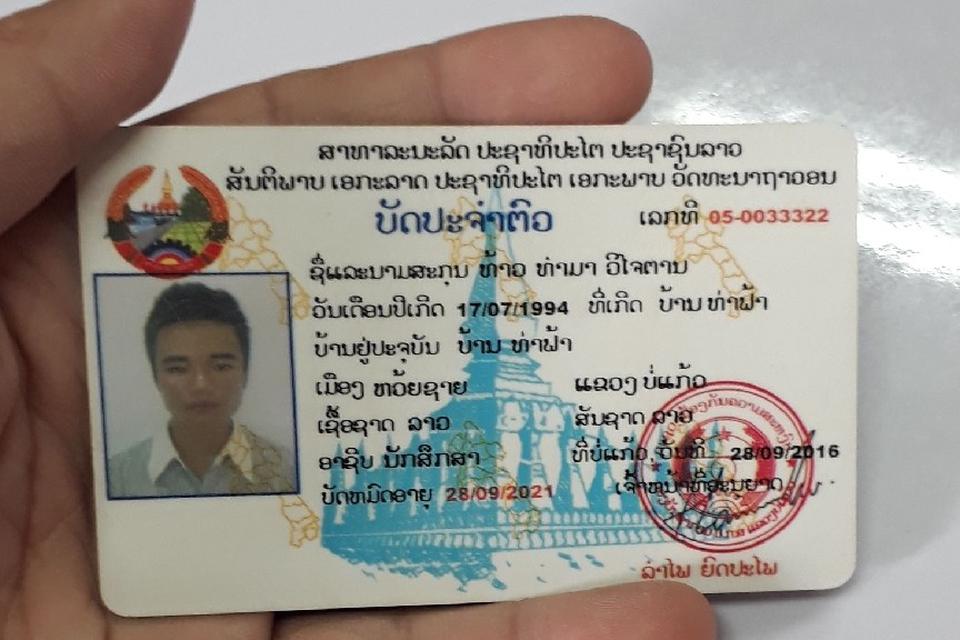 ສາທາລະນະລັດ ປະຊາທິປະໄຕ ປະຊາຊົນລາວ
ສັນຕິພາບ ເອກະລາດ ປະຊາທິປະໄຕ ເອກະພາບ ວັດທະນາຖາວອນ
ບັດປະຈຳຕົວ
ເລກທີ 05-0033322
ຊື່ແລະນາມສະກຸນ ທ້າວ ທ່ານາ ວິໄຈຕານ
ວັນເດືອນປີເກີດ 17/07/1994 ທີ່ເກີດ ບ້ານ ທ່າຟ້າ
ບ້ານຢູ່ປະຈຸບັນ ບ້ານ ທ່າຟ້າ
ເມືອງ ຫວ້ຍຊາຍ ແຂວງ ບໍ່ແກ້ວ
ເຊື້ອຊາດ ລາວ ສັນຊາດ ລາວ
ອາຊີບ ນັກສຶກສາ ທີ່ບໍ່ແກ້ວ, ວັນທີ 28/09/2016
ບັດໝົດອາຍຸ 28/09/2021 ເຈົ້າໜ້າທີ່ອະນຸຍາດ
ລຳໄພ ຍົດປະໄພ